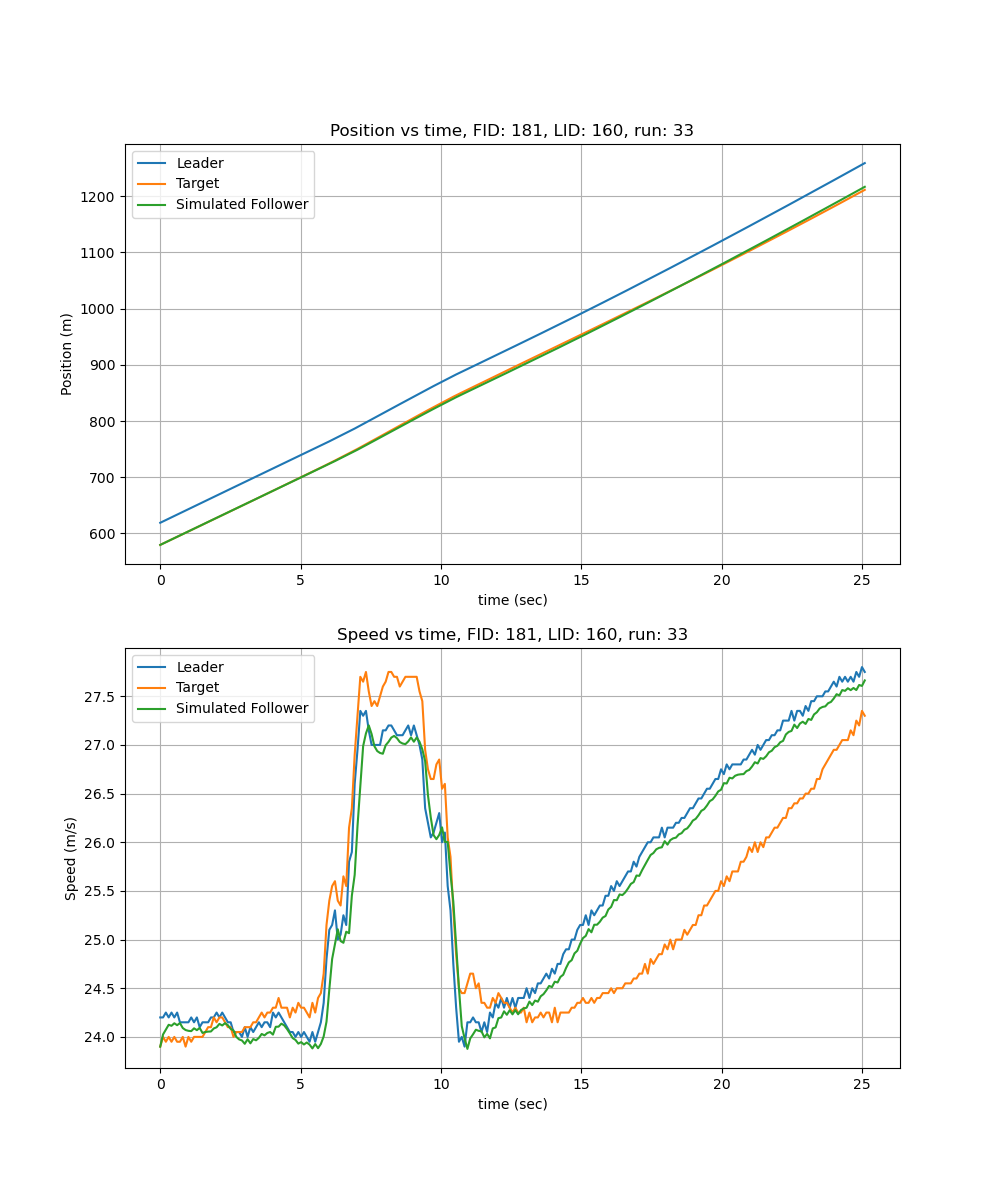 Position vs time, FID: 181, LID: 160, run: 33
Leader
Target
Simulated Follower
1200
1100
1000
900
800
700
600
Position (m)
0 5 10 15 20 25
time (sec)
Speed vs time, FID: 181, LID: 160, run: 33
Leader
Target
Simulated Follower
27.5
27.0
26.5
26.0
25.5
25.0
24.5
24.0
Speed (m/s)
0 5 10 15 20 25
time (sec)